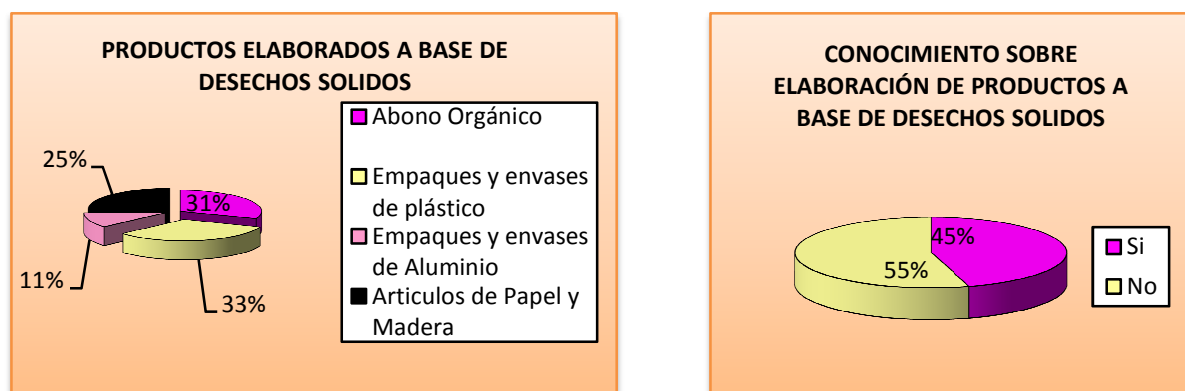 PRODUCTOS ELABORADOS A BASE DE
DESECHOS SOLIDOS
25%
31%
11%
33%
Abono Orgánico
Empaques y envases
de plástico
Empaques y envases
de Aluminio
Articulos de Papel y
Madera
CONOCIMIENTO SOBRE
ELABORACIÓN DE PRODUCTOS A
BASE DE DESECHOS SOLIDOS
45%
55%
Si
No